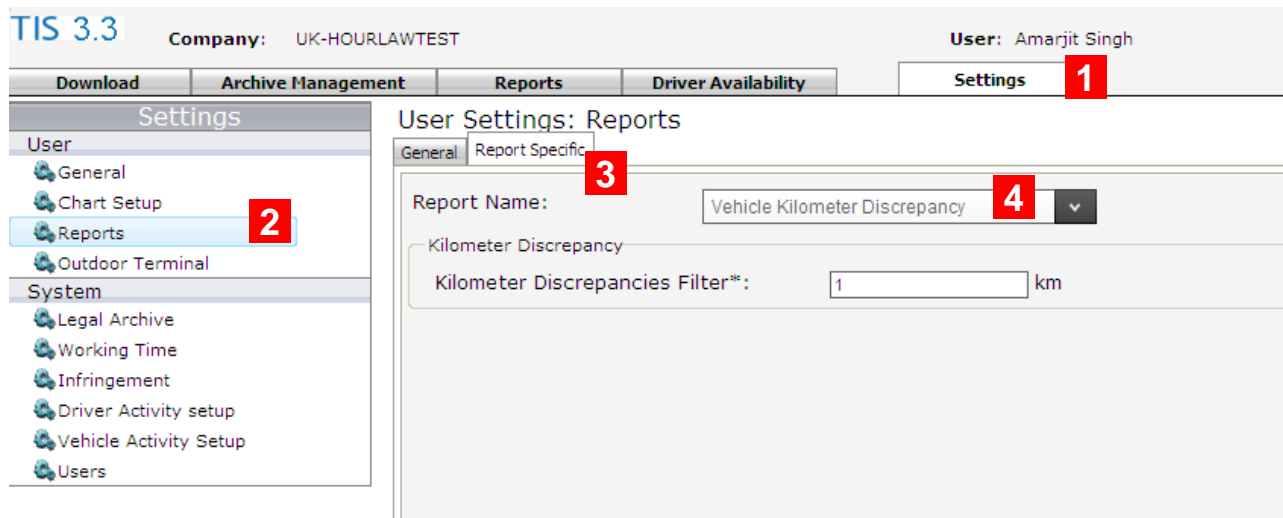 TIS 3.3 Company: UK-HOURLAWTEST User: Amarjit Singh
Download Archive Management Reports Driver Availability Settings 1
Settings
User
General
Chart Setup
Reports 2
Outdoor Terminal
System
Legal Archive
Working Time
Infringement
Driver Activity setup
Vehicle Activity Setup
Users
User Settings: Reports
General Report Specific 3
Report Name: Vehicle Kilometer Discrepancy 4
Kilometer Discrepancy
Kilometer Discrepancies Filter*: 1 km